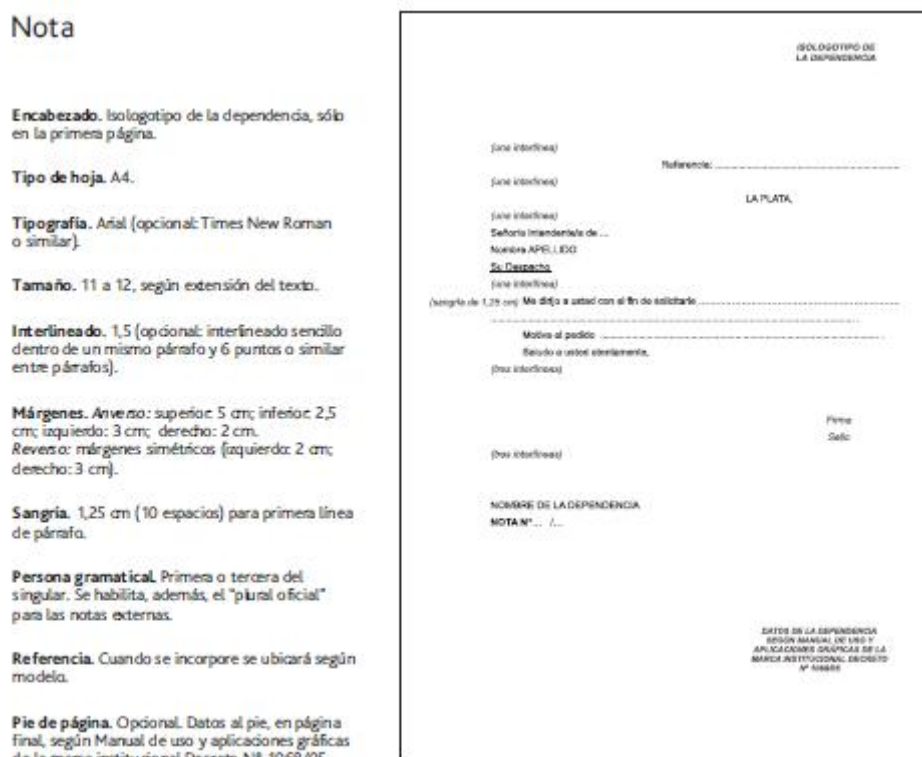 Nota
Encabezado. Isologotipo de la dependencia, sólo
en la primera página.
Tipo de hoja. A4.
Tipografía. Arial (opcional: Times New Roman
o similar).
Tamaño. 11 a 12, según extensión del texto.
Interlineado. 1,5 (opcional: interlineado sencillo
dentro de un mismo párrafo y 6 puntos o similar
entre párrafos).
Márgenes. Anverso: superior: 5 cm; inferior: 2,5
cm; izquierdo: 3 cm; derecho: 2 cm.
Reverso: márgenes simétricos (izquierdo: 2 cm;
derecho: 3 cm).
Sangría. 1,25 cm (10 espacios) para primera línea
de párrafo.
Persona gramatical. Primera o tercera del
singular. Se habilita, además, el "plural oficial"
para las notas externas.
Referencia. Cuando se incorpore se ubicará según
modelo.
Pie de página. Opcional. Datos al pie, en página
final, según Manual de uso y aplicaciones gráficas
de la marca institucional Decreto Nº
ISOLOGOTIPO DE
LA DEPENDENCIA
(una interlínea)
Referencia:
(una interlínea)
LA PLATA,
(una interlínea)
Señor/a Intendente/a de ...
Nombre APELLIDO
Su Despacho
(una interlínea)
(sangría de 1,25 cm) Me dirijo a usted con el fin de solicitarle
Motiva al pedido
Saludo a usted atentamente.
(tres interlíneas)
Firma
Sello
(tres interlíneas)
NOMBRE DE LA DEPENDENCIA
NOTA Nº... /...
DATOS DE LA DEPENDENCIA
SEGÚN MANUAL DE USO Y
APLICACIONES GRÁFICAS DE LA
MARCA INSTITUCIONAL DECRETO
Nº